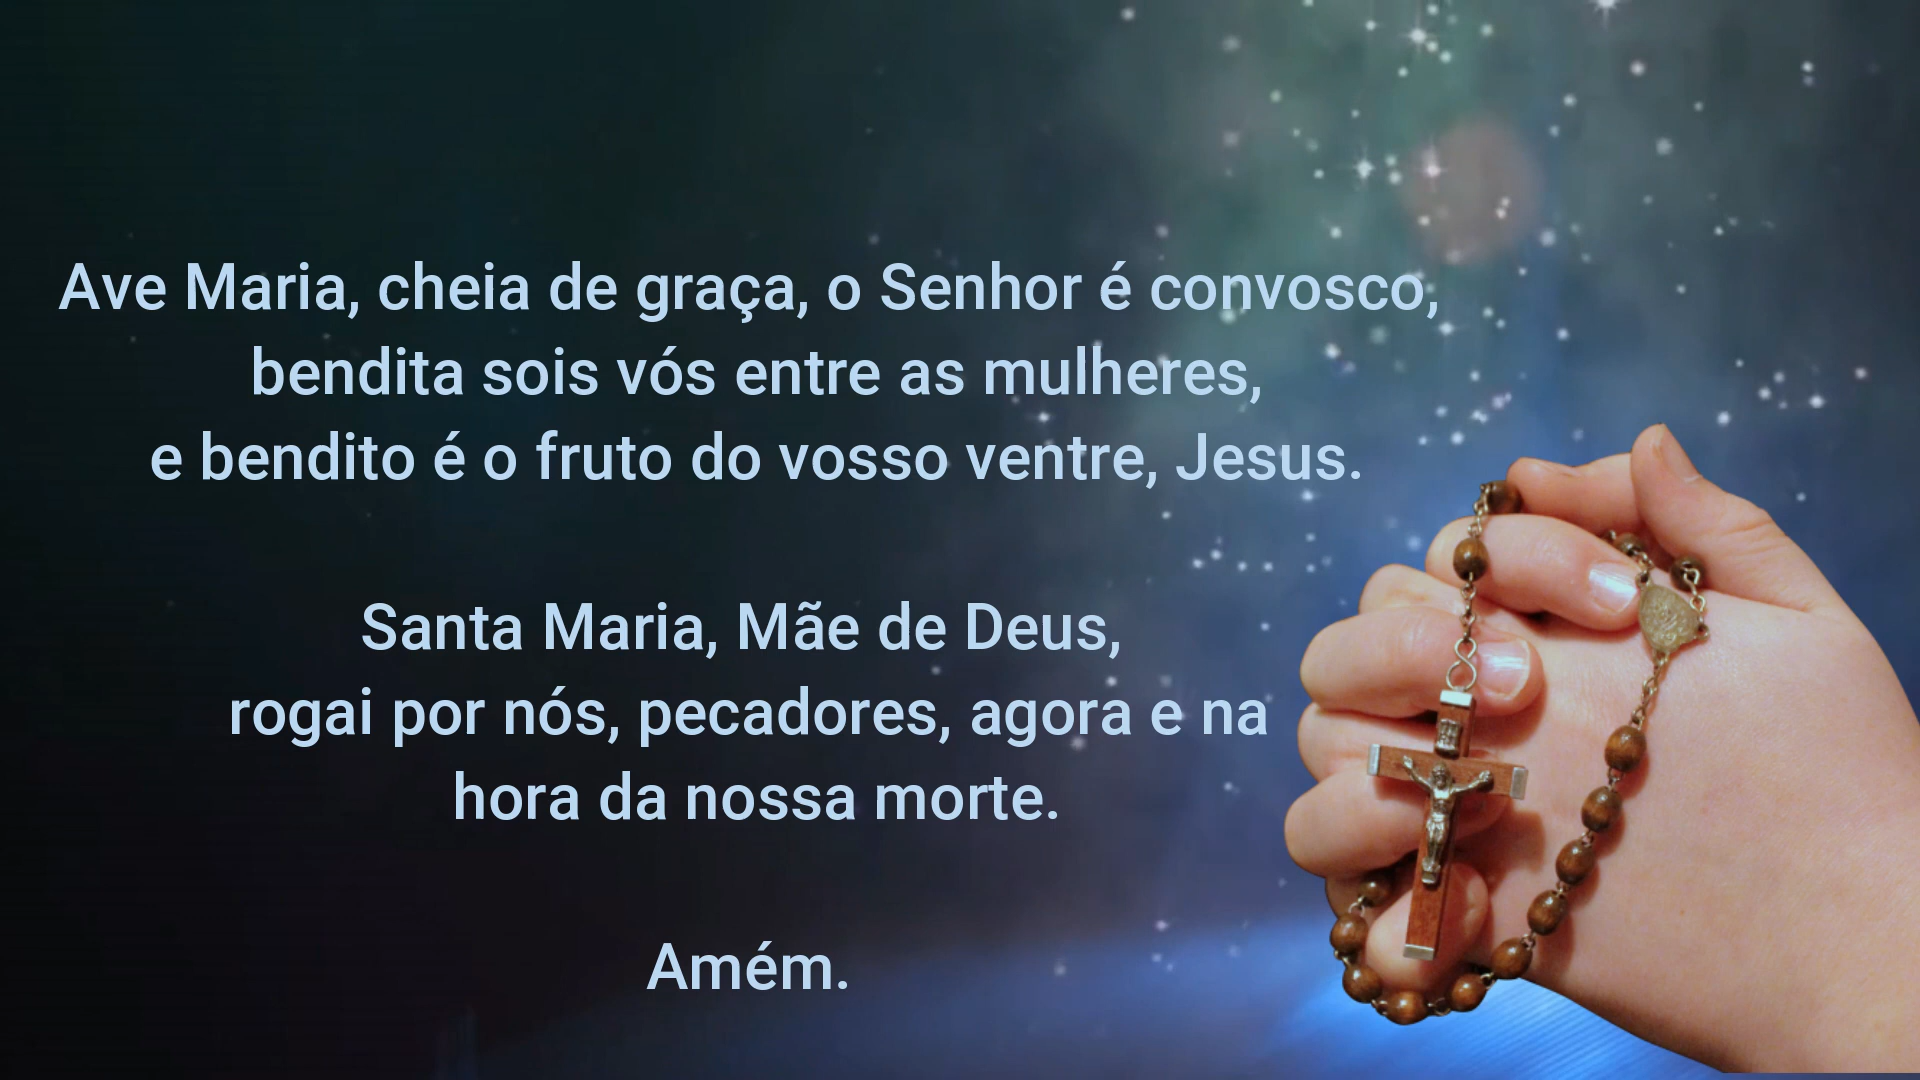 Ave Maria, cheia de graça, o Senhor é convosco,
bendita sois vós entre as mulheres,
e bendito é o fruto do vosso ventre, Jesus.
Santa Maria, Mãe de Deus,
rogai por nós, pecadores, agora e na
hora da nossa morte.
Amém.